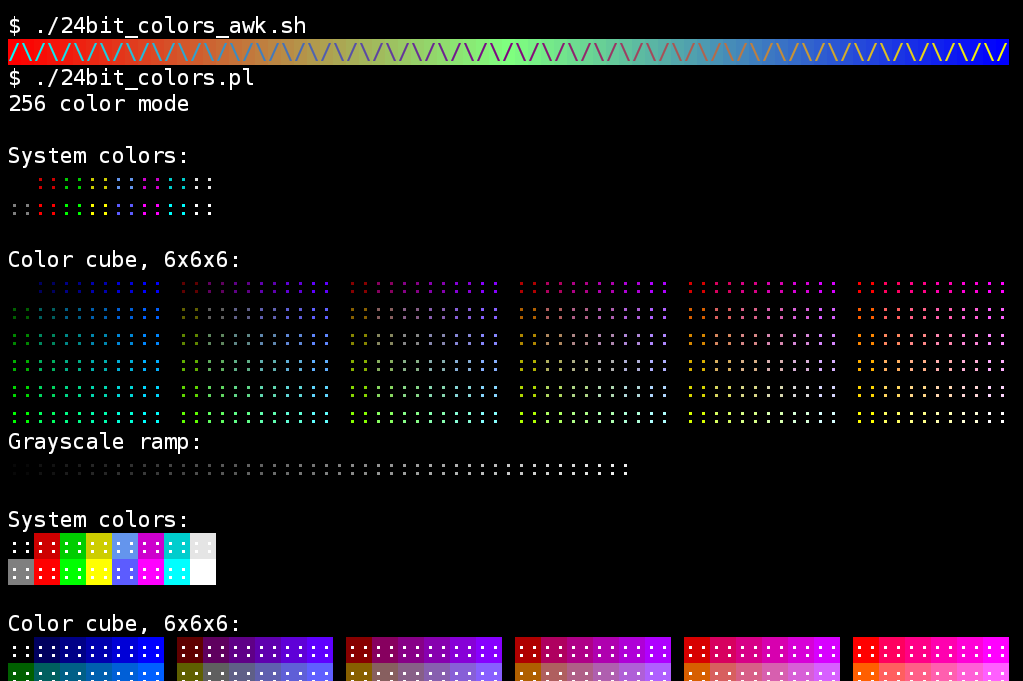 $ ./24bit_colors_awk.sh
/\/\/\/\/\/\/\/\/\/\/\/\/\/\/\/\/\/\/\/\/\/\/\/\/\/\/\/\/\/\/\/\/\/\/\/\/\/\/
$ ./24bit_colors.pl
256 color mode
System colors:
::::::::::::::
::::::::::::::::
Color cube, 6x6x6:
:::::::::: :::::::::::: :::::::::::: :::::::::::: :::::::::::: ::::::::::::
:::::::::::: :::::::::::: :::::::::::: :::::::::::: :::::::::::: ::::::::::::
:::::::::::: :::::::::::: :::::::::::: :::::::::::: :::::::::::: ::::::::::::
:::::::::::: :::::::::::: :::::::::::: :::::::::::: :::::::::::: ::::::::::::
:::::::::::: :::::::::::: :::::::::::: :::::::::::: :::::::::::: ::::::::::::
:::::::::::: :::::::::::: :::::::::::: :::::::::::: :::::::::::: ::::::::::::
Grayscale ramp:
::::::::::::::::::::::::::::::::::::::::::::::::
System colors:
::::::::::::::::
::::::::::::::
Color cube, 6x6x6:
:::::::::::: :::::::::::: :::::::::::: :::::::::::: :::::::::::: ::::::::::::
:::::::::::: :::::::::::: :::::::::::: :::::::::::: :::::::::::: ::::::::::::